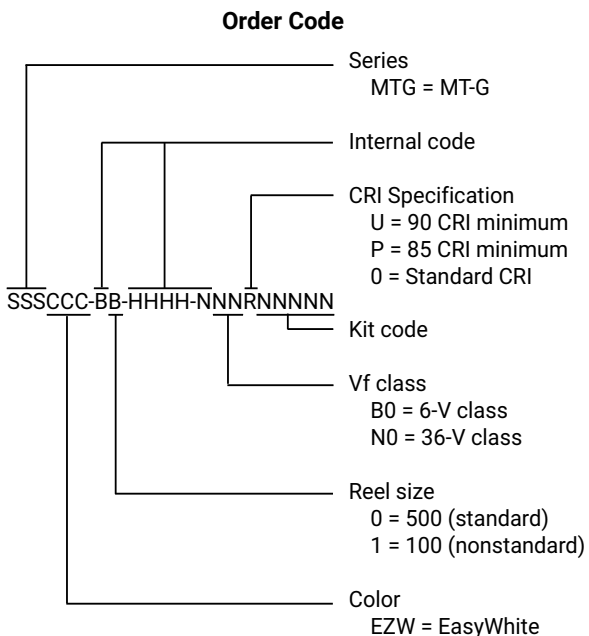 Order Code
Series
MTG = MT-G
Internal code
CRI Specification
U = 90 CRI minimum
P = 85 CRI minimum
0 = Standard CRI
SSSCCC-BB-HHHH-NNNRNNNNN
Kit code
Vf class
B0 = 6-V class
N0 = 36-V class
Reel size
0 = 500 (standard)
1 = 100 (nonstandard)
Color
EZW = EasyWhite